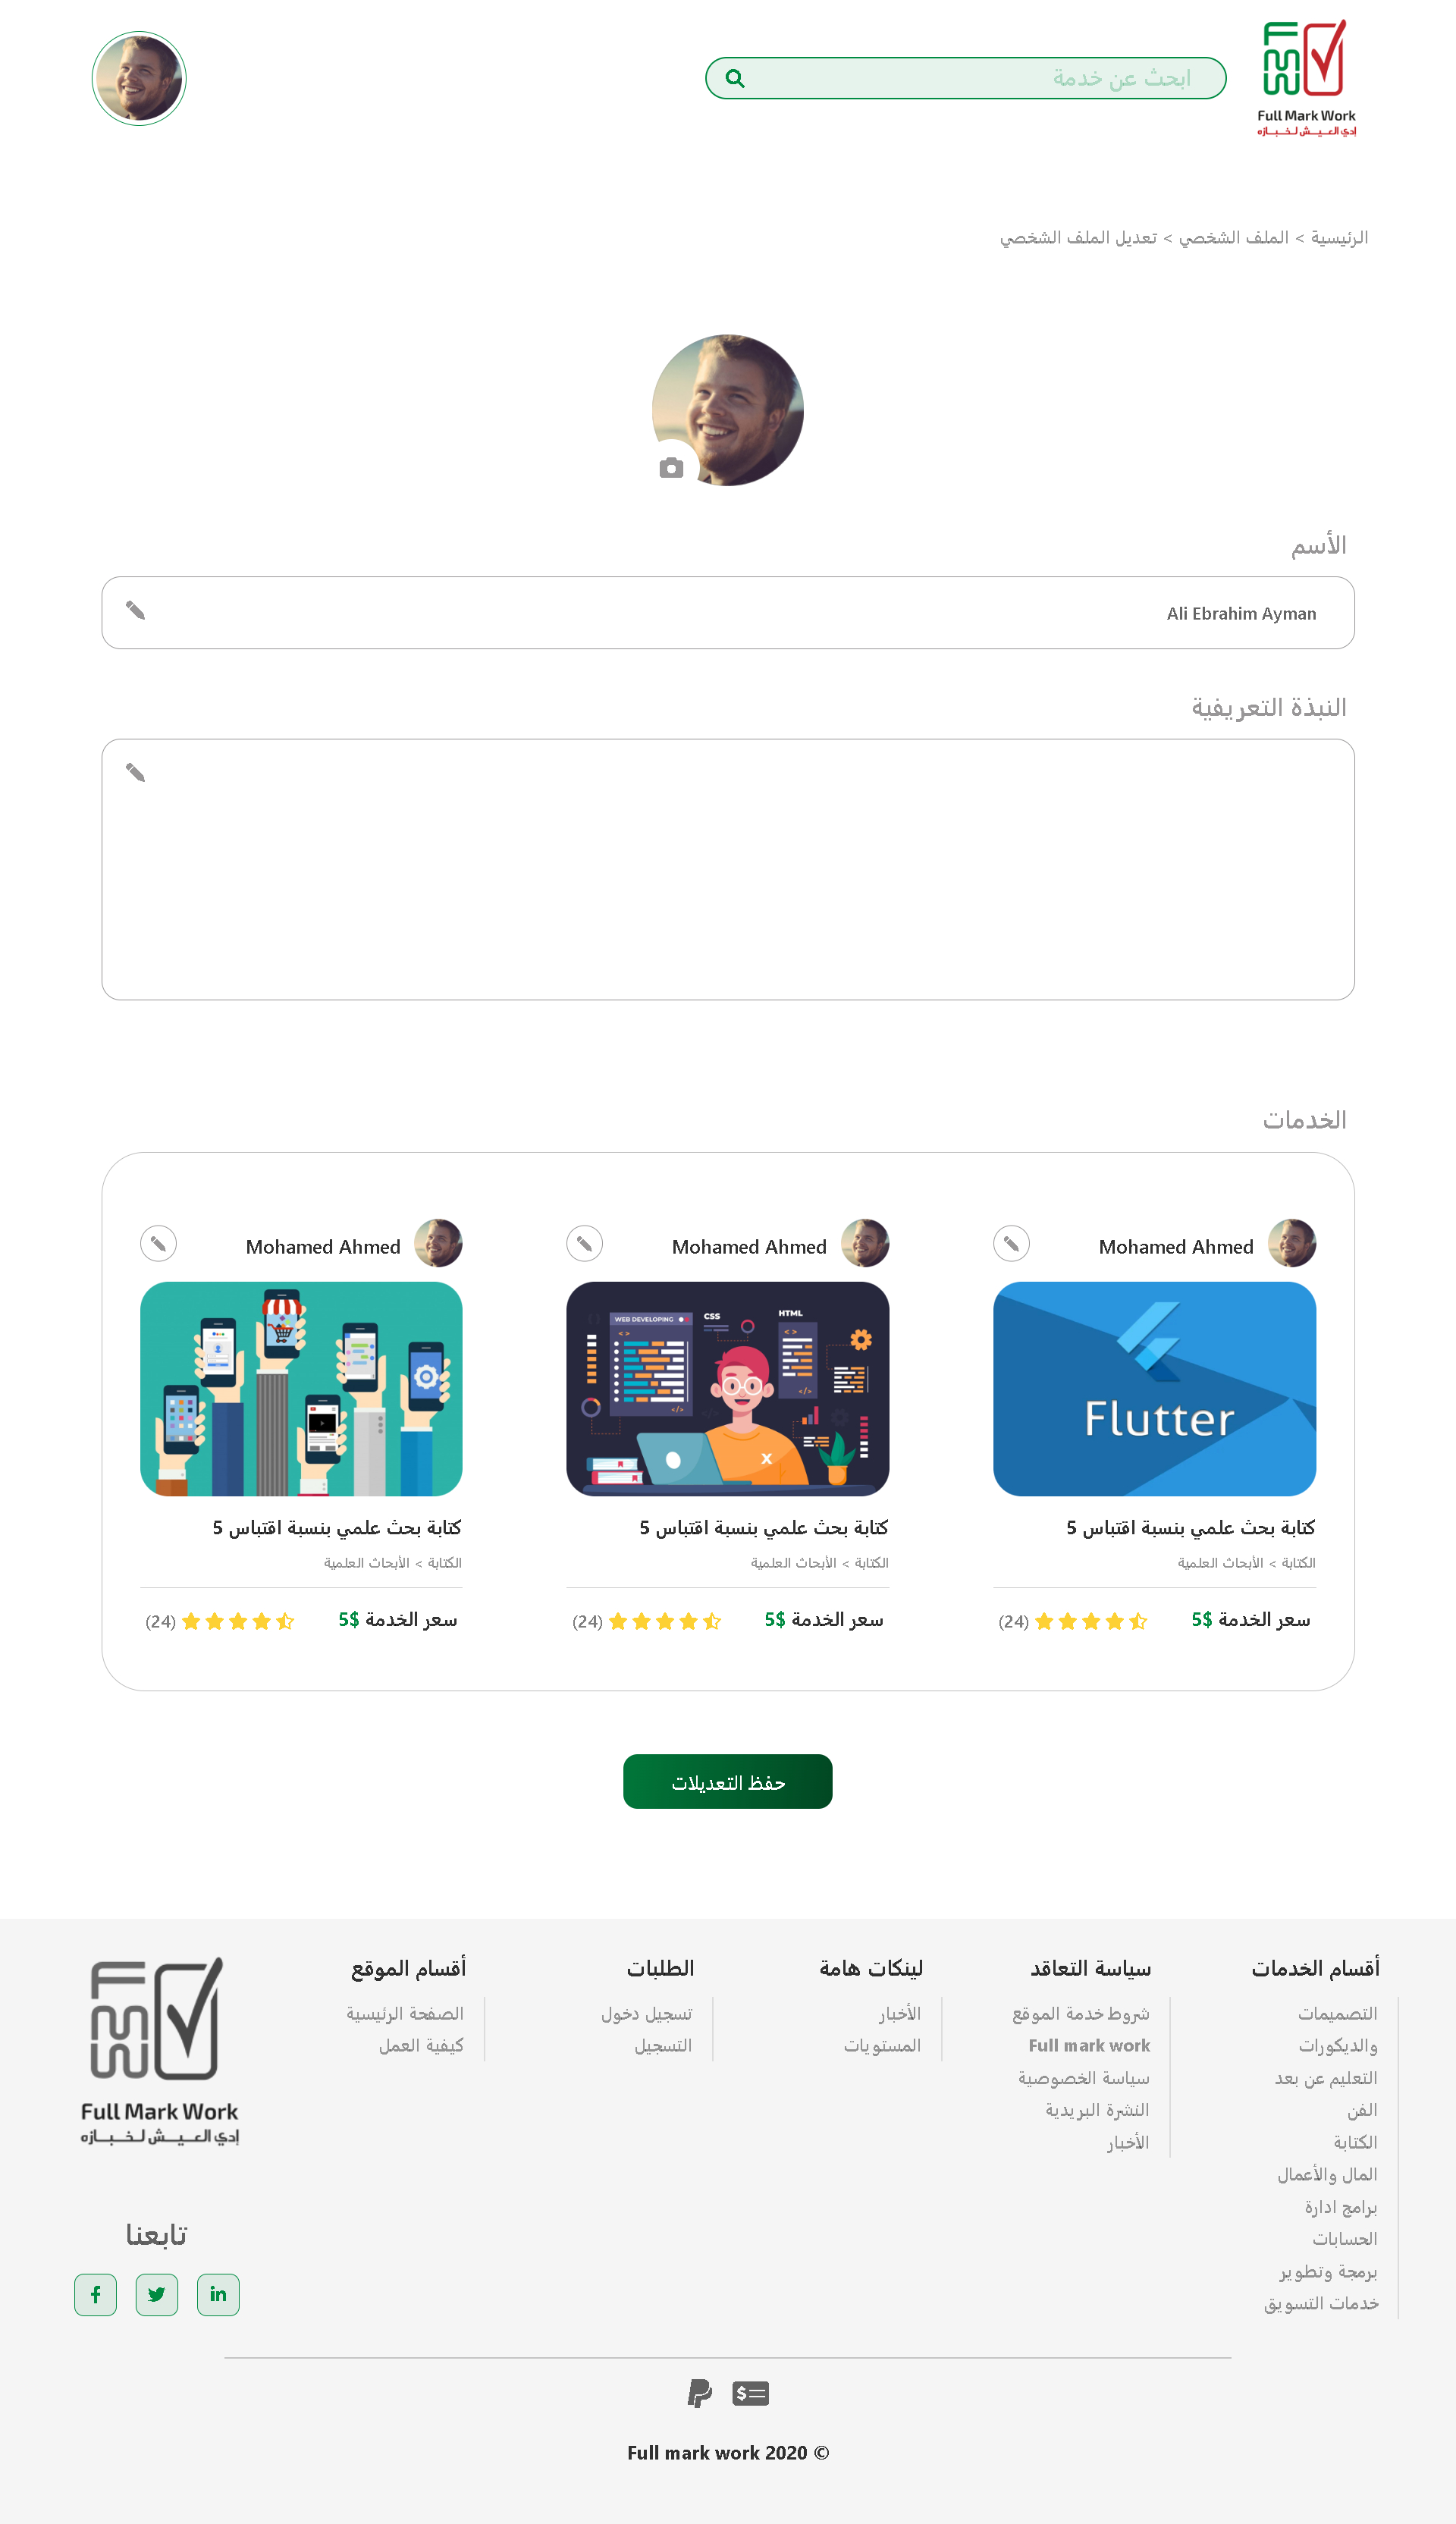 Full Mark Work
إدي العيش لخبازه
ابحث عن خدمة
الرئيسية > الملف الشخصي > تعديل الملف الشخصي
الأسم
Ali Ebrahim Ayman
النبذة التعريفية
الخدمات
Mohamed Ahmed
Flutter
كتابة بحث علمي بنسبة اقتباس 5
الكتابة > الأبحاث العلمية
سعر الخدمة 5$
(24)
Mohamed Ahmed
WEB DEVELOPING
CSS
HTML
كتابة بحث علمي بنسبة اقتباس 5
الكتابة > الأبحاث العلمية
سعر الخدمة 5$
(24)
Mohamed Ahmed
كتابة بحث علمي بنسبة اقتباس 5
الكتابة > الأبحاث العلمية
سعر الخدمة 5$
(24)
حفظ التعديلات
أقسام الخدمات
التصميمات
والديكورات
التعليم عن بعد
الفن
الكتابة
المال والأعمال
برامج ادارة
الحسابات
برمجة وتطوير
خدمات التسويق
سياسة التعاقد
شروط خدمة الموقع
Full mark work
سياسة الخصوصية
النشرة البريدية
الأخبار
لينكات هامة
الأخبار
المستويات
الطلبات
تسجيل دخول
التسجيل
أقسام الموقع
الصفحة الرئيسية
كيفية العمل
Full Mark Work
إدي العيش لخبازه
تابعنا
Full mark work 2020 ©